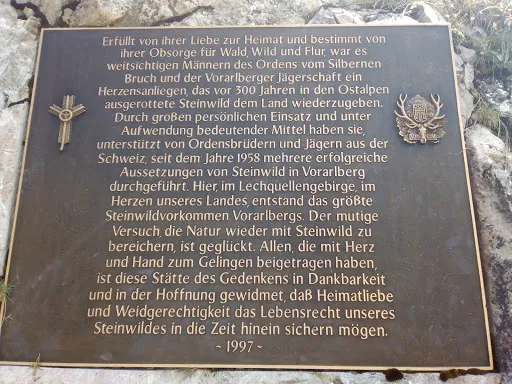 Erfüllt von ihrer Liebe zur Heimat und bestimmt von
ihrer Obsorge für Wald, Wild und Flur, war es
weitsichtigen Männern des Ordens vom Silbernen
Bruch und der Vorarlberger Jägerschaft ein
Herzensanliegen, das vor 300 Jahren in den Ostalpen
ausgerottete Steinwild dem Land wiederzugeben.
Durch großen persönlichen Einsatz und unter
Aufwendung bedeutender Mittel haben sie,
unterstützt von Ordensbrüdern und Jägern aus der
Schweiz, seit dem Jahre 1958 mehrere erfolgreiche
Aussetzungen von Steinwild in Vorarlberg
durchgeführt. Hier, im Lechquellengebirge, im
Herzen unseres Landes, entstand das größte
Steinwildvorkommen Vorarlbergs. Der mutige
Versuch, die Natur wieder mit Steinwild zu
bereichern, ist geglückt. Allen, die mit Herz
und Hand zum Gelingen beigetragen haben,
ist diese Stätte des Gedenkens in Dankbarkeit
und in der Hoffnung gewidmet, daß Heimatliebe
und Weidgerechtigkeit das Lebensrecht unseres
Steinwildes in die Zeit hinein sichern mögen.
~ 1997 ~